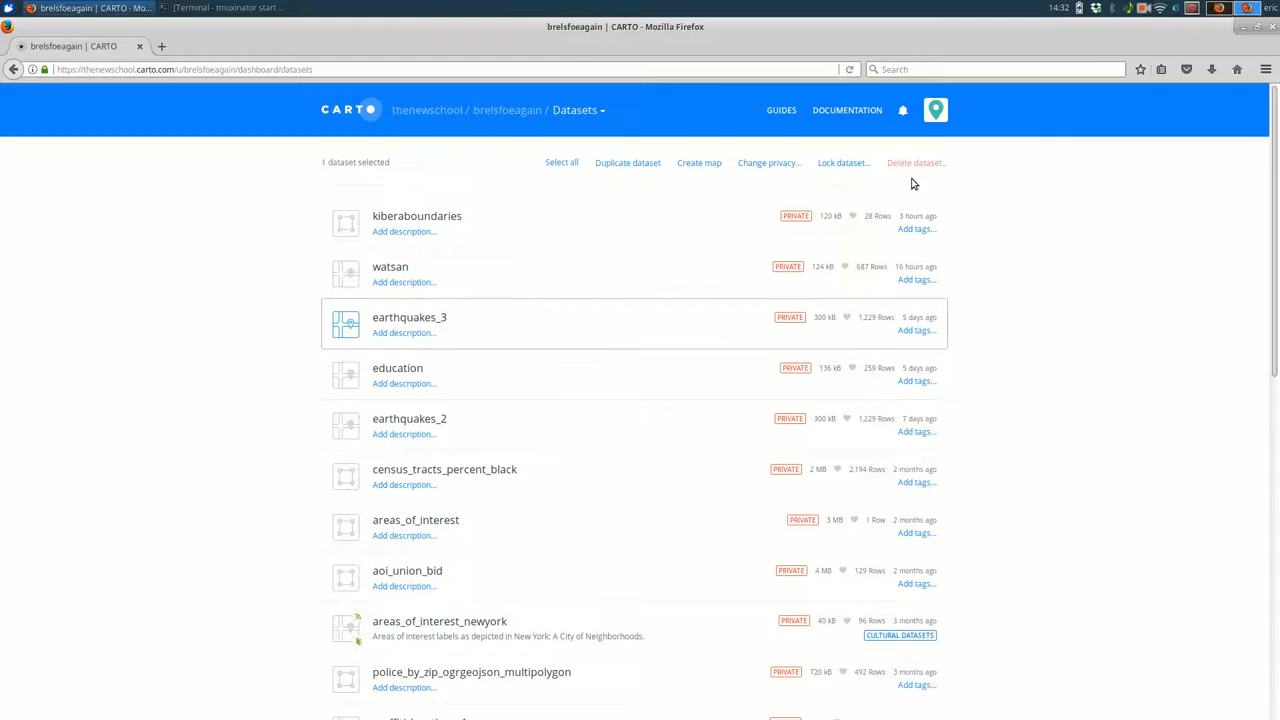 brelsfoeagain | CARTO - Mo...
[Terminal - tmuxinator start ...
14:32
eric
brelsfoeagain | CARTO - Mozilla Firefox
brelsfoeagain | CARTO
https://thenewschool.carto.com/u/brelsfoeagain/dashboard/datasets
Search
CARTO
thenewschool / brelsfoeagain / Datasets
GUIDES
DOCUMENTATION
1 dataset selected
Select all
Duplicate dataset
Create map
Change privacy...
Lock dataset...
Delete dataset...
kiberaboundaries
PRIVATE 120 kB 28 Rows 3 hours ago
Add description...
Add tags...
watsan
PRIVATE 124 kB 687 Rows 16 hours ago
Add description...
Add tags...
earthquakes_3
PRIVATE 300 kB 1,229 Rows 5 days ago
Add description...
Add tags...
education
PRIVATE 136 kB 259 Rows 5 days ago
Add description...
Add tags...
earthquakes_2
PRIVATE 300 kB 1,229 Rows 7 days ago
Add description...
Add tags...
census_tracts_percent_black
PRIVATE 2 MB 2,194 Rows 2 months ago
Add description...
Add tags...
areas_of_interest
PRIVATE 3 MB 1 Row 2 months ago
Add description...
Add tags...
aoi_union_bid
PRIVATE 4 MB 129 Rows 2 months ago
Add description...
Add tags...
areas_of_interest_newyork
PRIVATE 40 kB 96 Rows 3 months ago
Areas of interest labels as depicted in New York: A City of Neighborhoods.
CULTURAL DATASETS
police_by_zip_ogrgeojson_multipolygon
PRIVATE 720 kB 492 Rows 3 months ago
Add description...
Add tags...